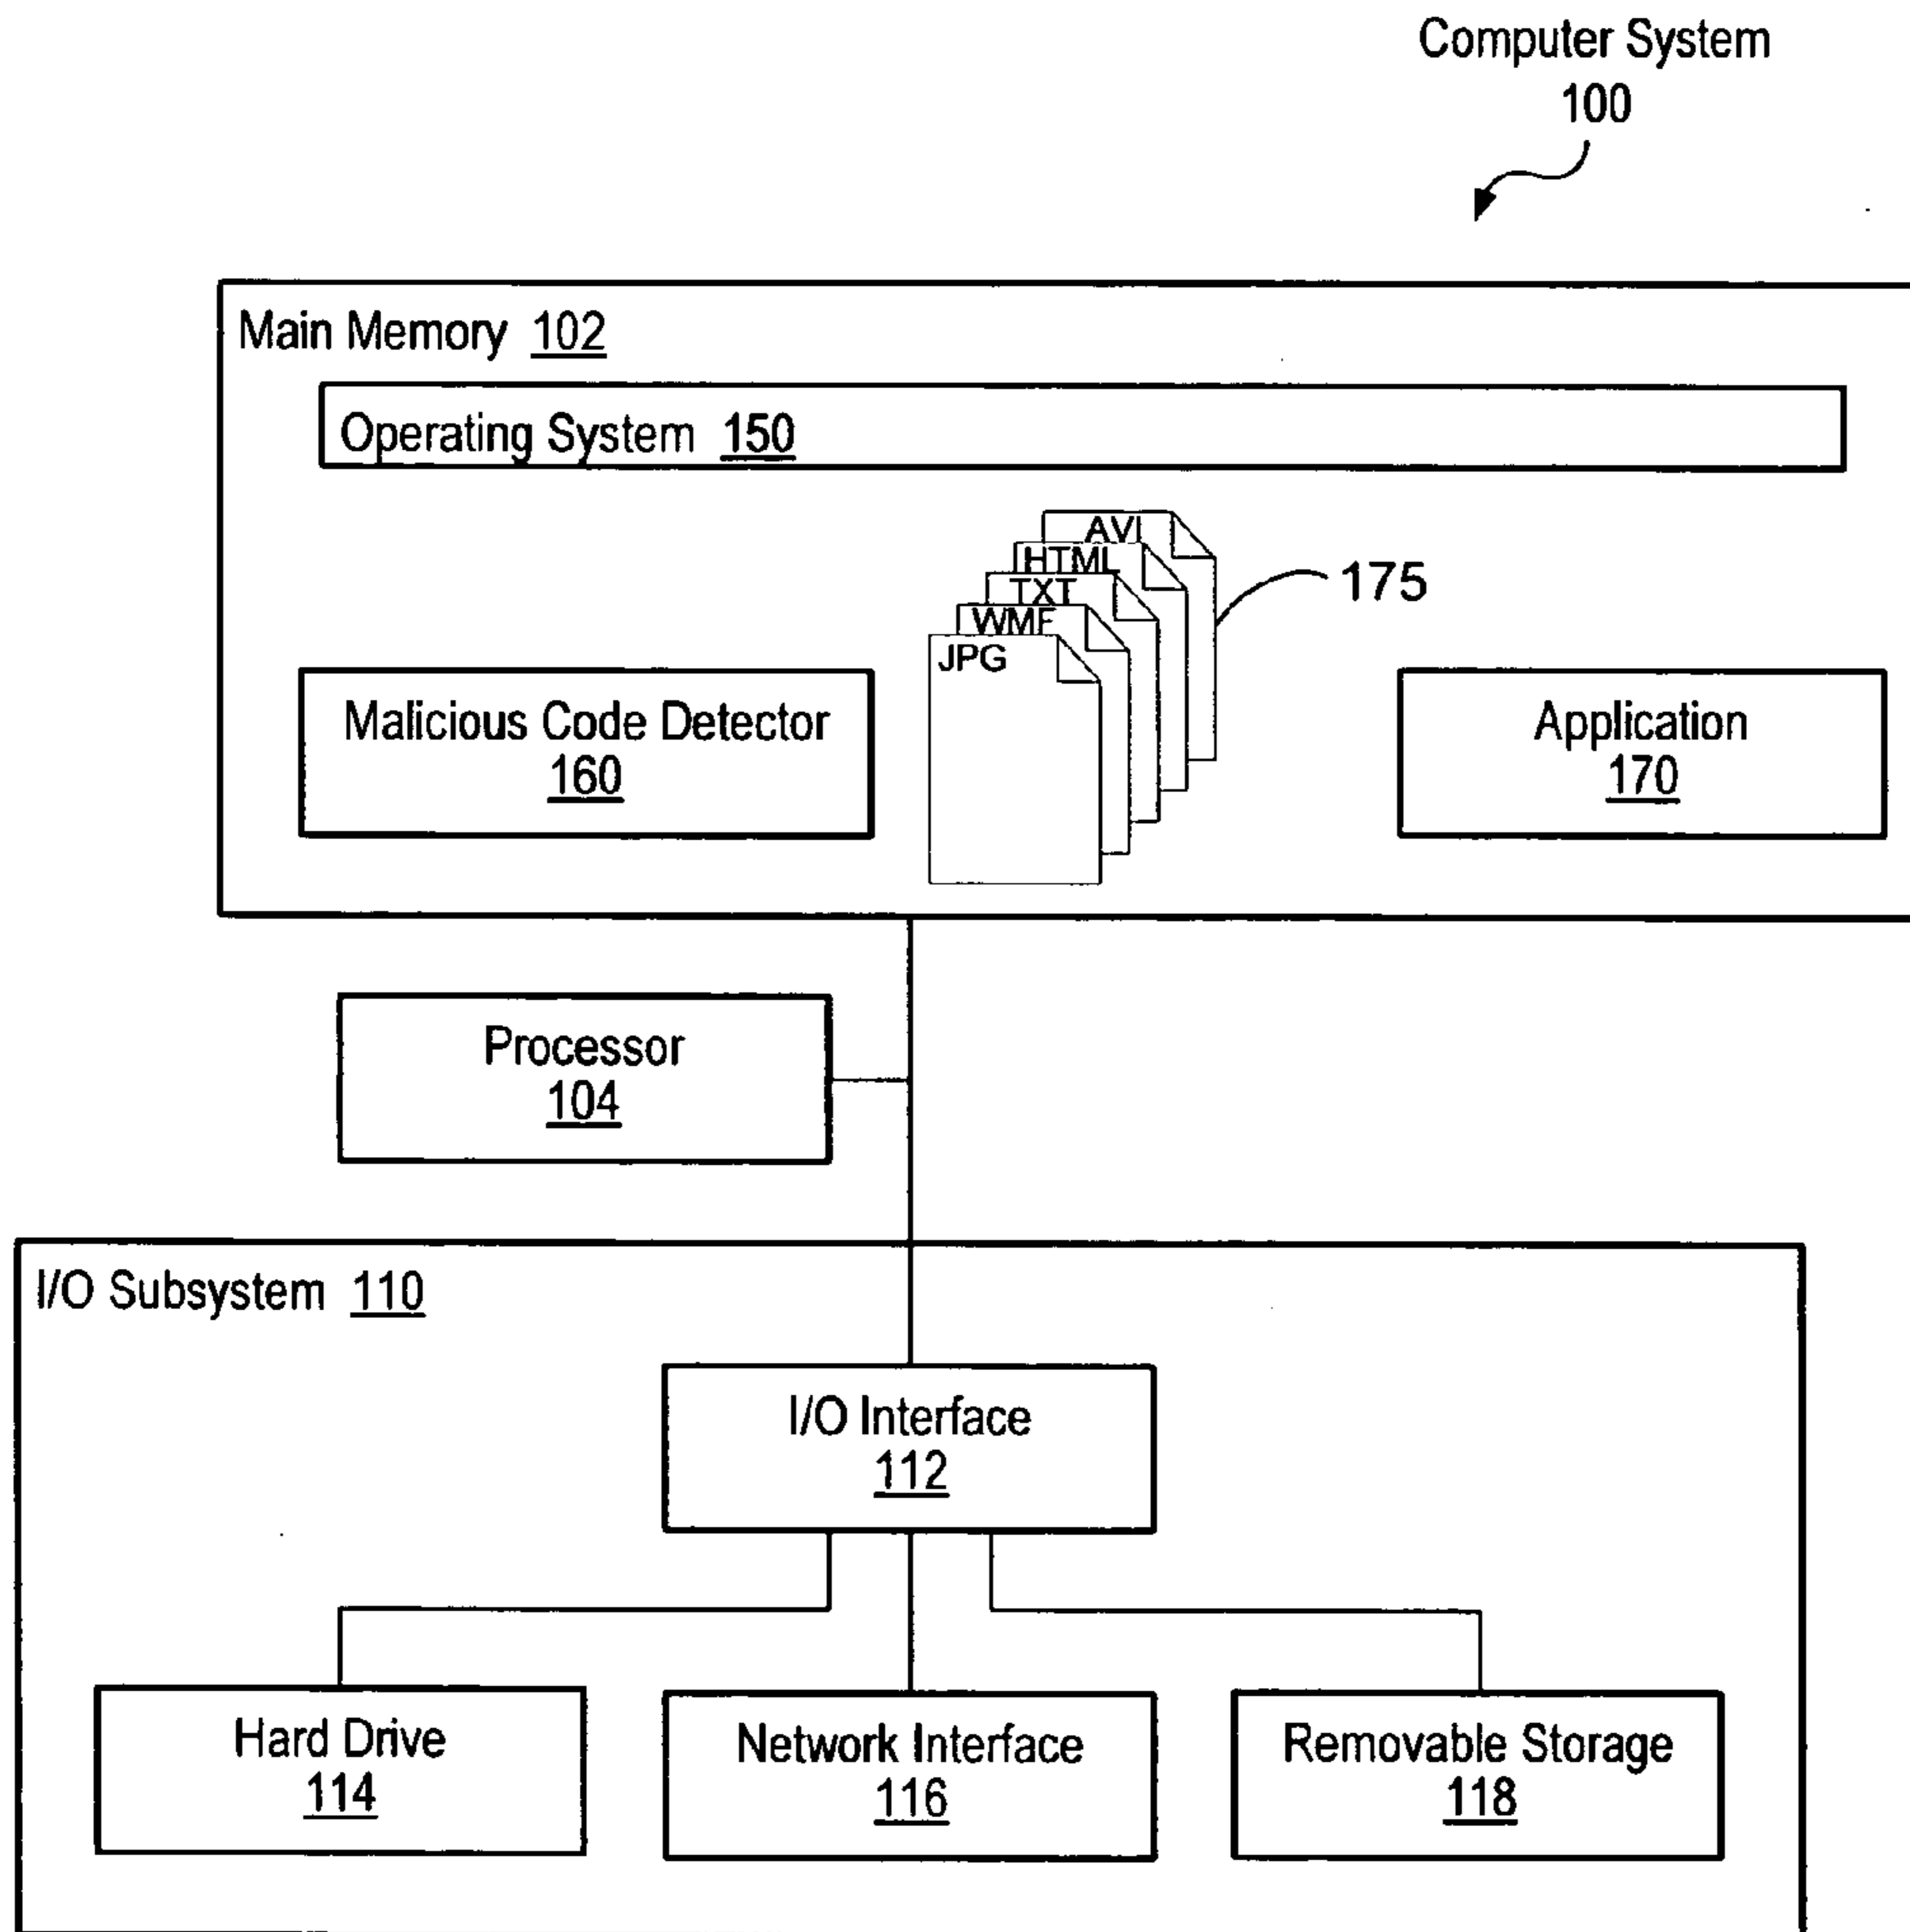 Computer System
100
Main Memory 102
Operating System 150
AVI
HTML
TXT
WMF
JPG
175
Malicious Code Detector
160
Application
170
Processor
104
I/O Subsystem 110
I/O Interface
112
Hard Drive
114
Network Interface
116
Removable Storage
118